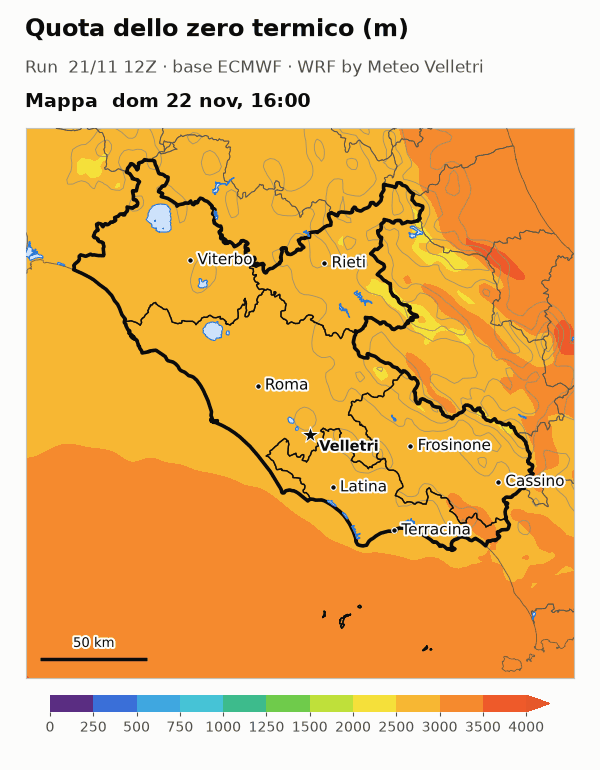 Quota dello zero termico (m)
Run 21/11 12Z · base ECMWF · WRF by Meteo Velletri
Mappa dom 22 nov, 16:00
Viterbo
Rieti
Roma
Velletri
Frosinone
Cassino
Latina
Terracina
50 km
0 250 500 750 1000 1250 1500 2000 2500 3000 3500 4000